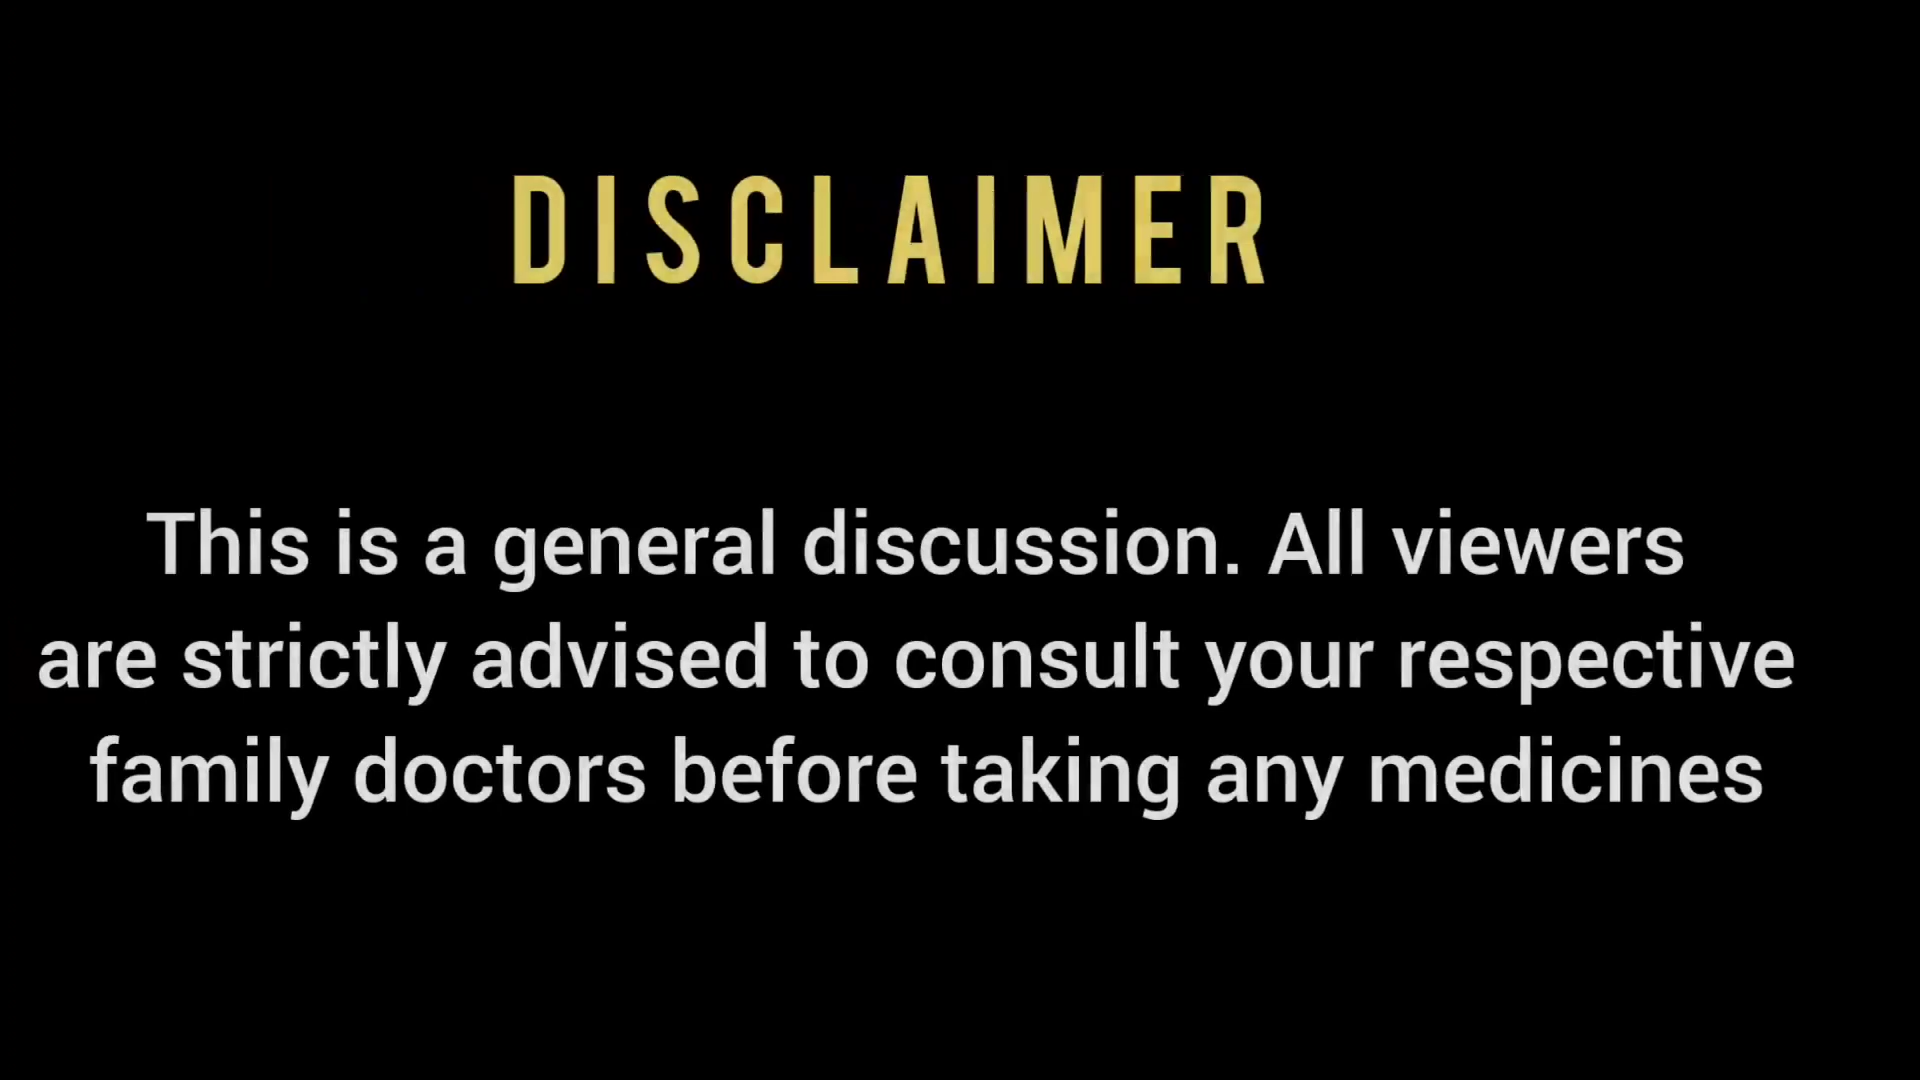 DISCLAIMER
This is a general discussion. All viewers
are strictly advised to consult your respective
family doctors before taking any medicines